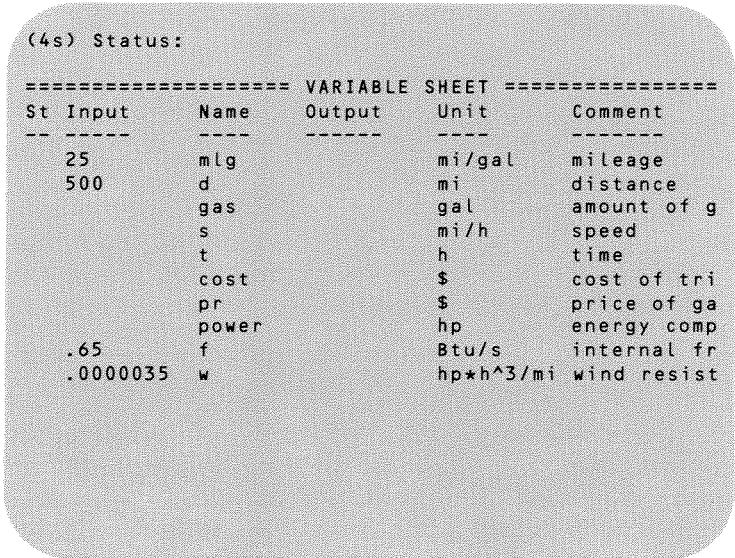 (4s) Status:
==================== VARIABLE SHEET ================
St Input Name Output Unit Comment
-- ----- ---- ------ ---- -------
25 mlg mi/gal mileage
500 d mi distance
gas gal amount of g
s mi/h speed
t h time
cost $ cost of tri
pr $ price of ga
power hp energy comp
.65 f Btu/s internal fr
.0000035 w hp*h^3/mi wind resist